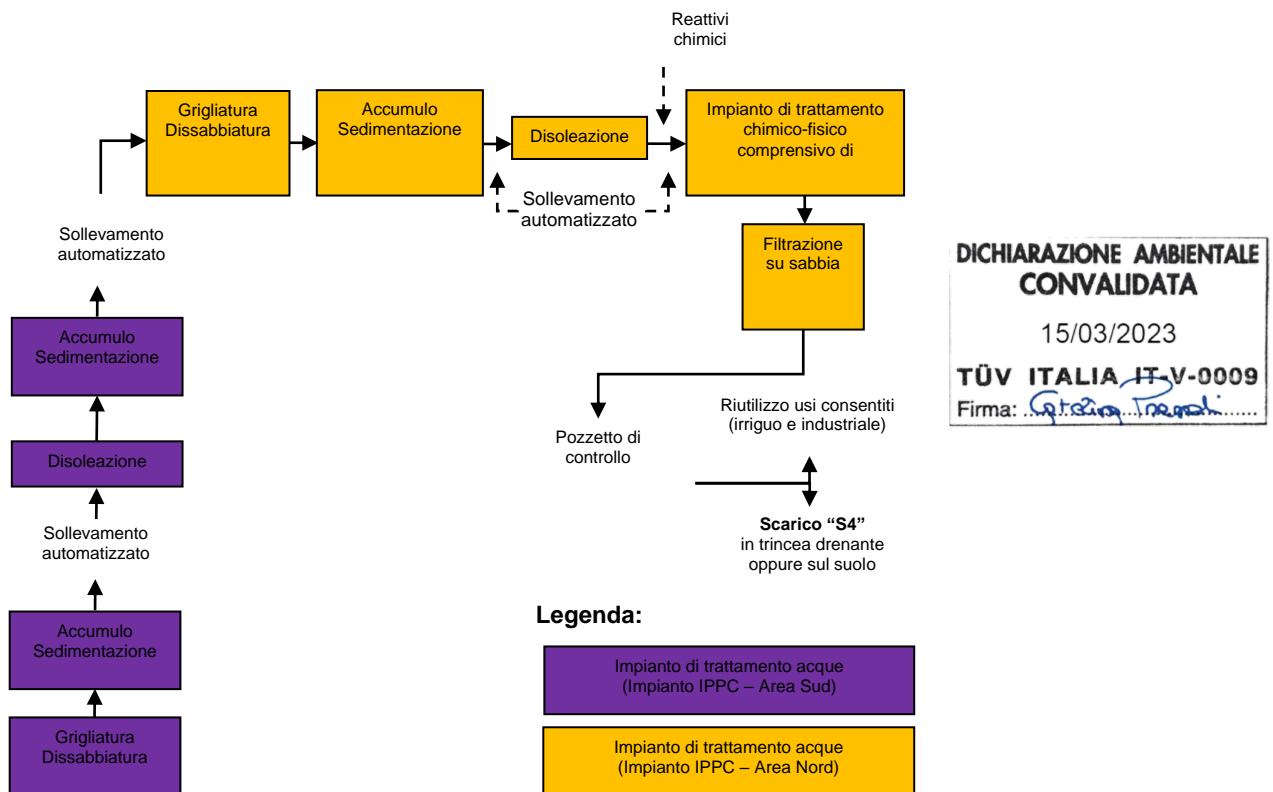 Reattivi
chimici
Grigliatura
Dissabbiatura
Accumulo
Sedimentazione
Disoleazione
Impianto di trattamento
chimico-fisico
comprensivo di
Sollevamento
automatizzato
Sollevamento
automatizzato
Filtrazione
su sabbia
DICHIARAZIONE AMBIENTALE
CONVALIDATA
15/03/2023
TÜV ITALIA IT-V-0009
Firma:
Accumulo
Sedimentazione
Riutilizzo usi consentiti
(irriguo e industriale)
Pozzetto di
controllo
Disoleazione
Scarico “S4”
in trincea drenante
oppure sul suolo
Sollevamento
automatizzato
Accumulo
Sedimentazione
Grigliatura
Dissabbiatura
Legenda:
Impianto di trattamento acque
(Impianto IPPC – Area Sud)
Impianto di trattamento acque
(Impianto IPPC – Area Nord)